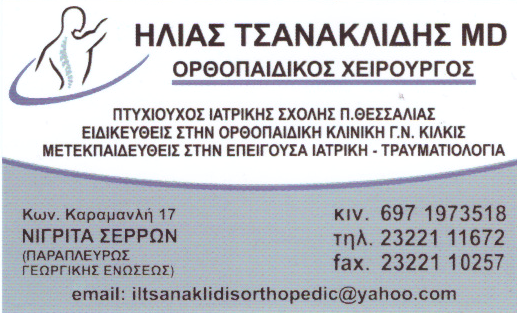 ΗΛΙΑΣ ΤΣΑΝΑΚΛΙΔΗΣ MD
ΟΡΘΟΠΑΙΔΙΚΟΣ ΧΕΙΡΟΥΡΓΟΣ
ΠΤΥΧΙΟΥΧΟΣ ΙΑΤΡΙΚΗΣ ΣΧΟΛΗΣ Π.ΘΕΣΣΑΛΙΑΣ
ΕΙΔΙΚΕΥΘΕΙΣ ΣΤΗΝ ΟΡΘΟΠΑΙΔΙΚΗ ΚΛΙΝΙΚΗ Γ.Ν. ΚΙΛΚΙΣ
ΜΕΤΕΚΠΑΙΔΕΥΘΕΙΣ ΣΤΗΝ ΕΠΕΙΓΟΥΣΑ ΙΑΤΡΙΚΗ - ΤΡΑΥΜΑΤΙΟΛΟΓΙΑ
Κων. Καραμανλή 17
ΝΙΓΡΙΤΑ ΣΕΡΡΩΝ
(ΠΑΡΑΠΛΕΥΡΩΣ
ΓΕΩΡΓΙΚΗΣ ΕΝΩΣΕΩΣ)
κιν. 697 1973518
τηλ. 23221 11672
fax. 23221 10257
email: iltsanaklidisorthopedic@yahoo.com